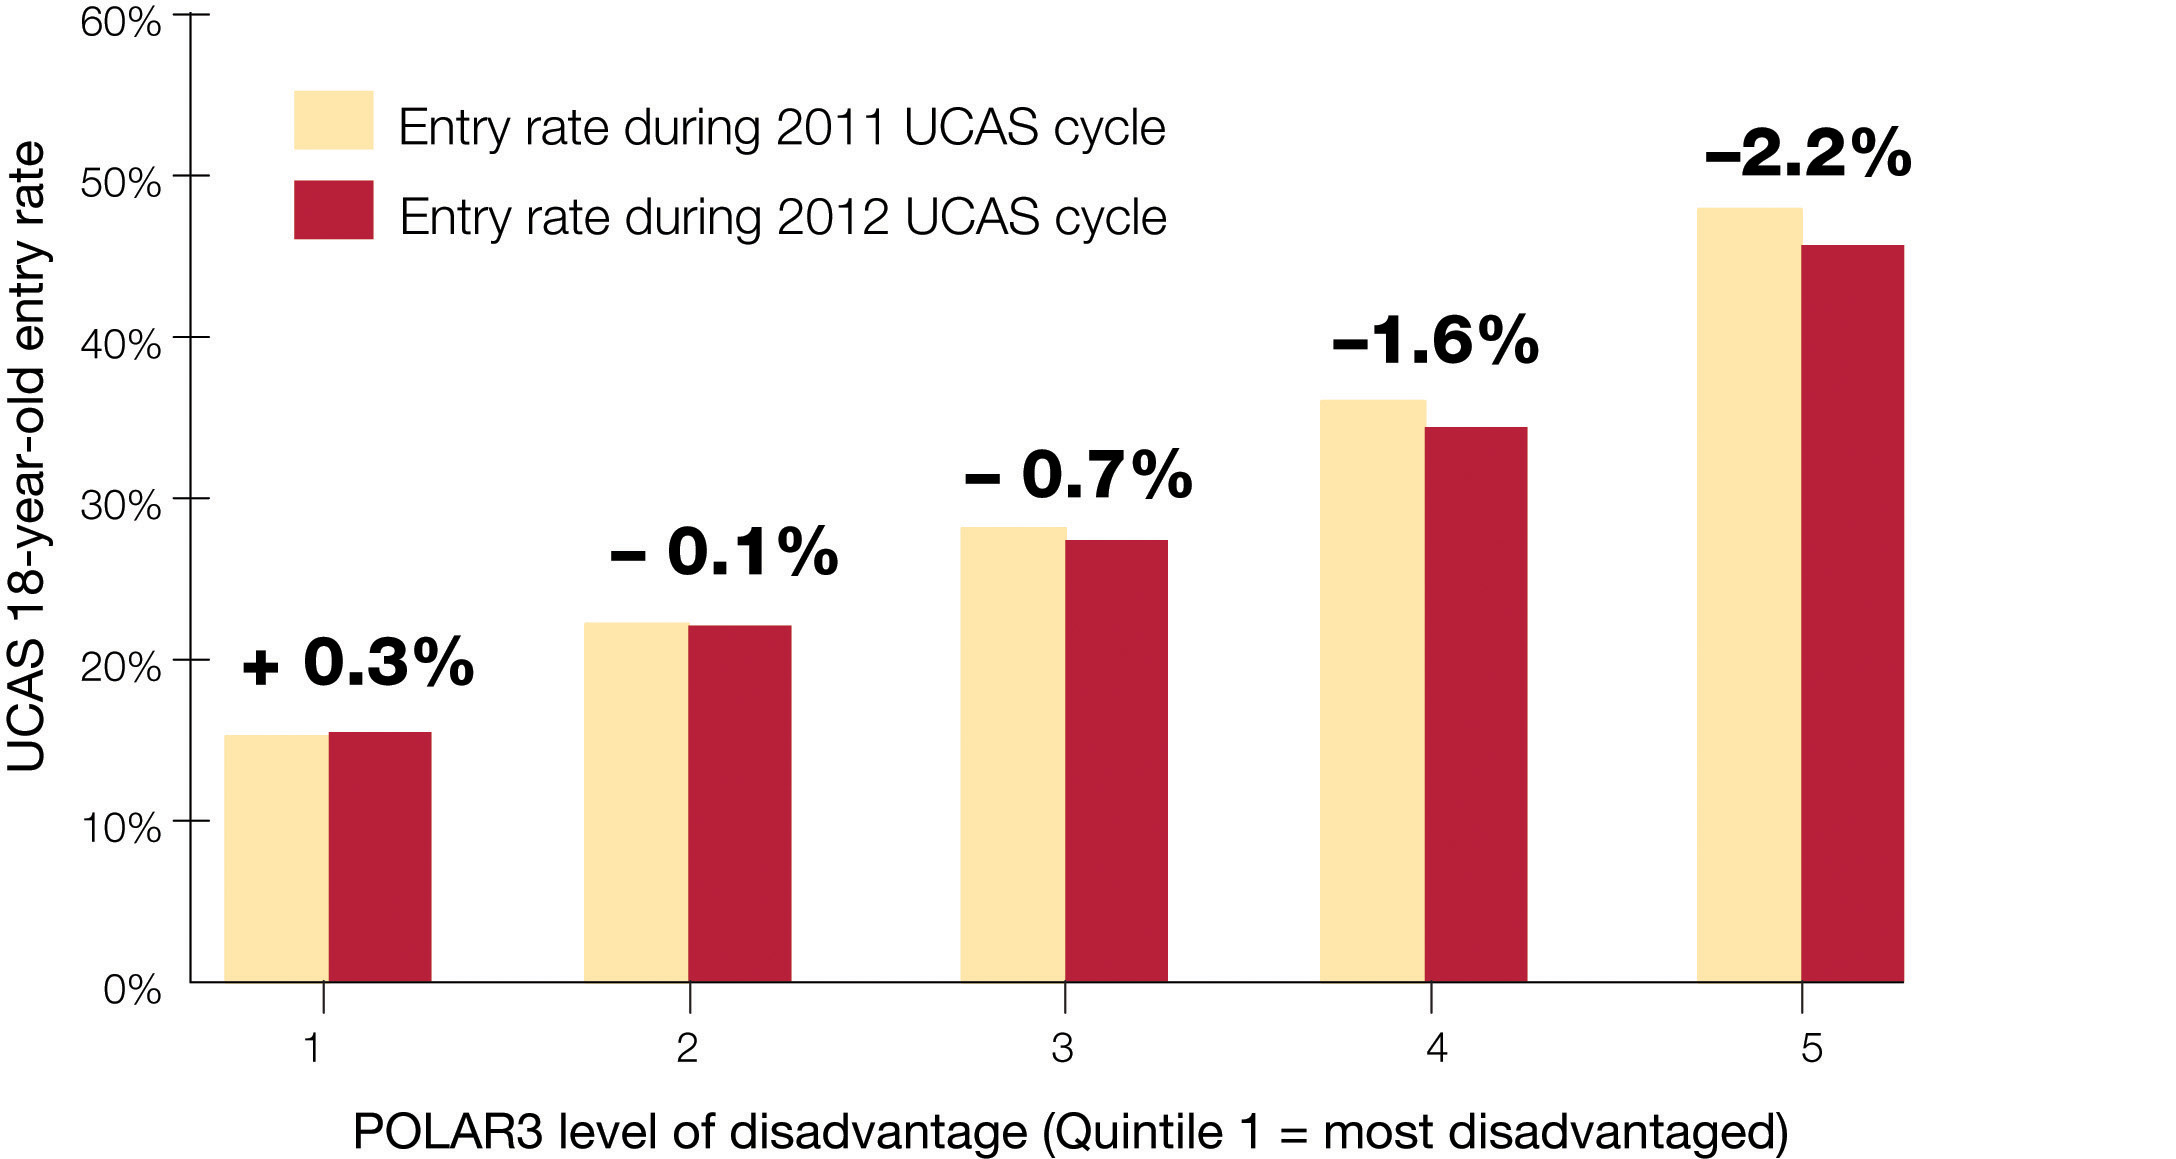 60%
50%
40%
30%
20%
10%
0%
UCAS 18-year-old entry rate
Entry rate during 2011 UCAS cycle
Entry rate during 2012 UCAS cycle
+ 0.3%
– 0.1%
– 0.7%
–1.6%
–2.2%
1 2 3 4 5
POLAR3 level of disadvantage (Quintile 1 = most disadvantaged)